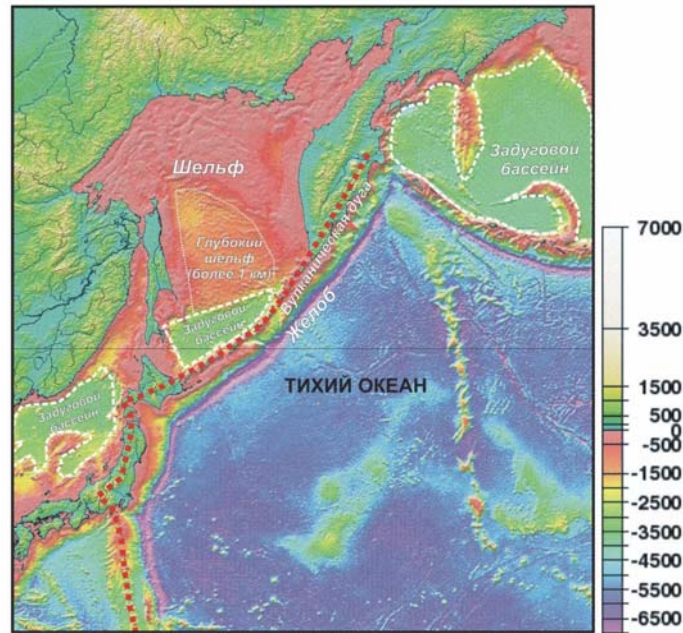 Шельф
Глубокий
шельф
(более 1 км)
Задуговой
бассейн
Задуговой
бассейн
Вулканическая дуга
Желоб
Задуговой
бассейн
ТИХИЙ ОКЕАН
7000
3500
1500
500
0
0
-500
-1500
-2500
-3500
-4500
-5500
-6500